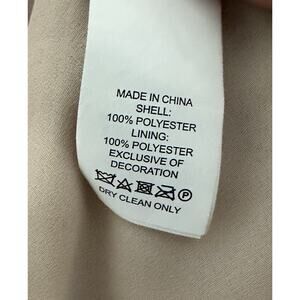 MADE IN CHINA
SHELL:
100% POLYESTER
LINING:
100% POLYESTER
EXCLUSIVE OF
DECORATION
P
DRY CLEAN ONLY